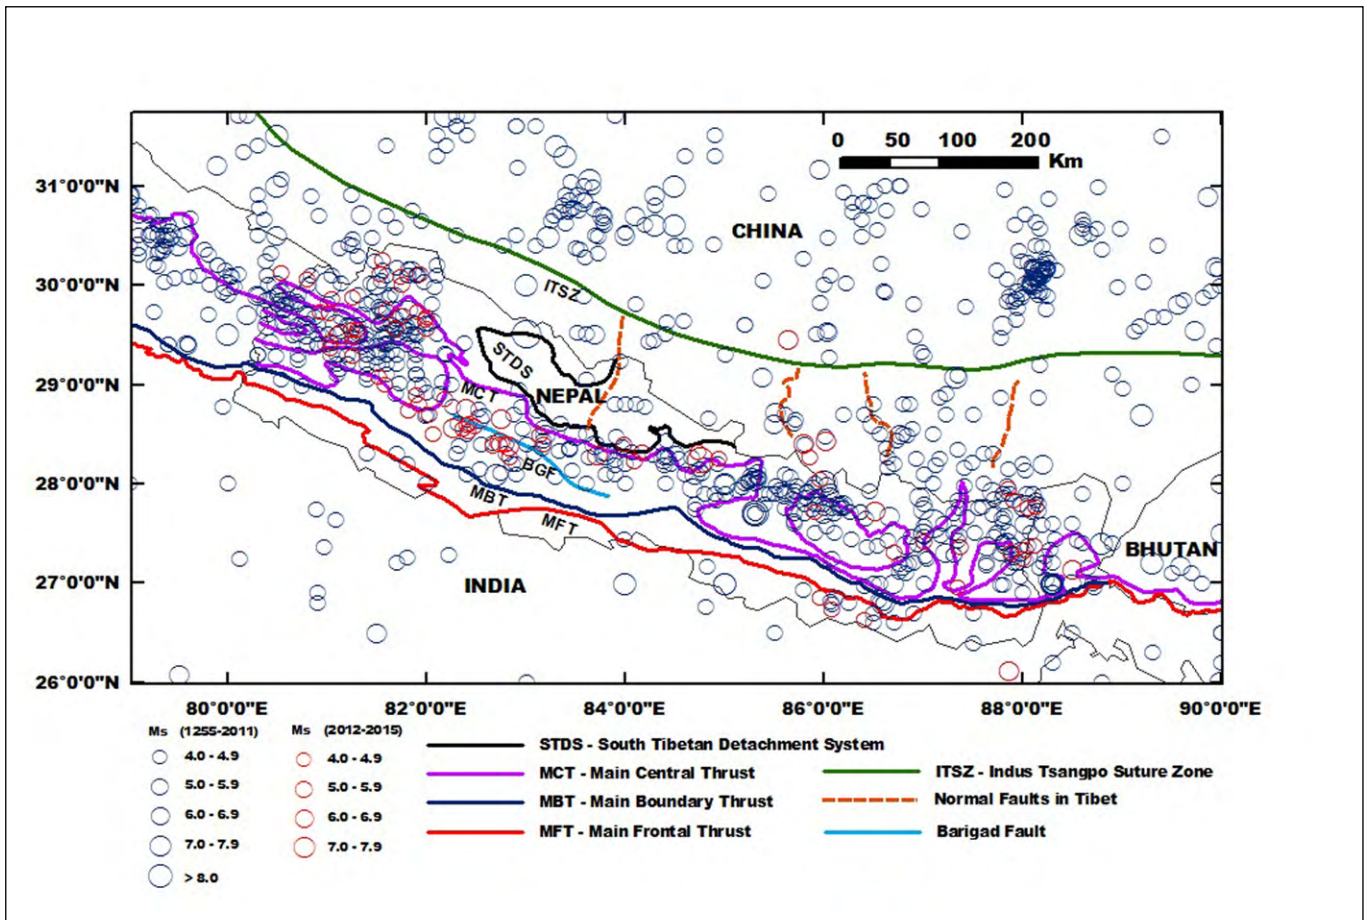 0 50 100 200
Km
31°0'0"N
CHINA
30°0'0"N
ITSZ
STDS
29°0'0"N
MCT
NEPAL
BGF
28°0'0"N
MBT
MFT
BHUTAN
27°0'0"N
INDIA
26°0'0"N
80°0'0"E 82°0'0"E 84°0'0"E 86°0'0"E 88°0'0"E 90°0'0"E
Ms (1255-2011)
4.0 - 4.9
5.0 - 5.9
6.0 - 6.9
7.0 - 7.9
> 8.0
Ms (2012-2015)
4.0 - 4.9
5.0 - 5.9
6.0 - 6.9
7.0 - 7.9
STDS - South Tibetan Detachment System
MCT - Main Central Thrust
MBT - Main Boundary Thrust
MFT - Main Frontal Thrust
ITSZ - Indus Tsangpo Suture Zone
Normal Faults in Tibet
Barigad Fault